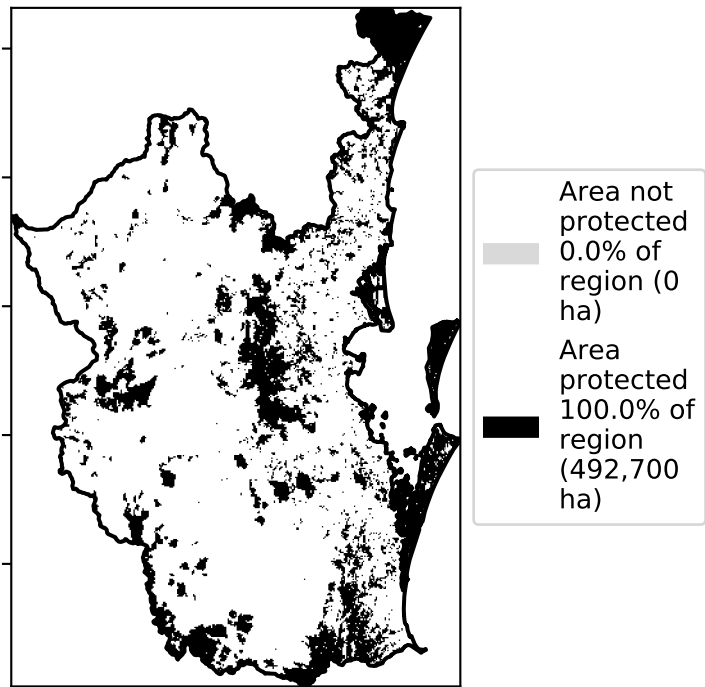 Area not
protected
0.0% of
region (0
ha)
Area
protected
100.0% of
region
(492,700
ha)